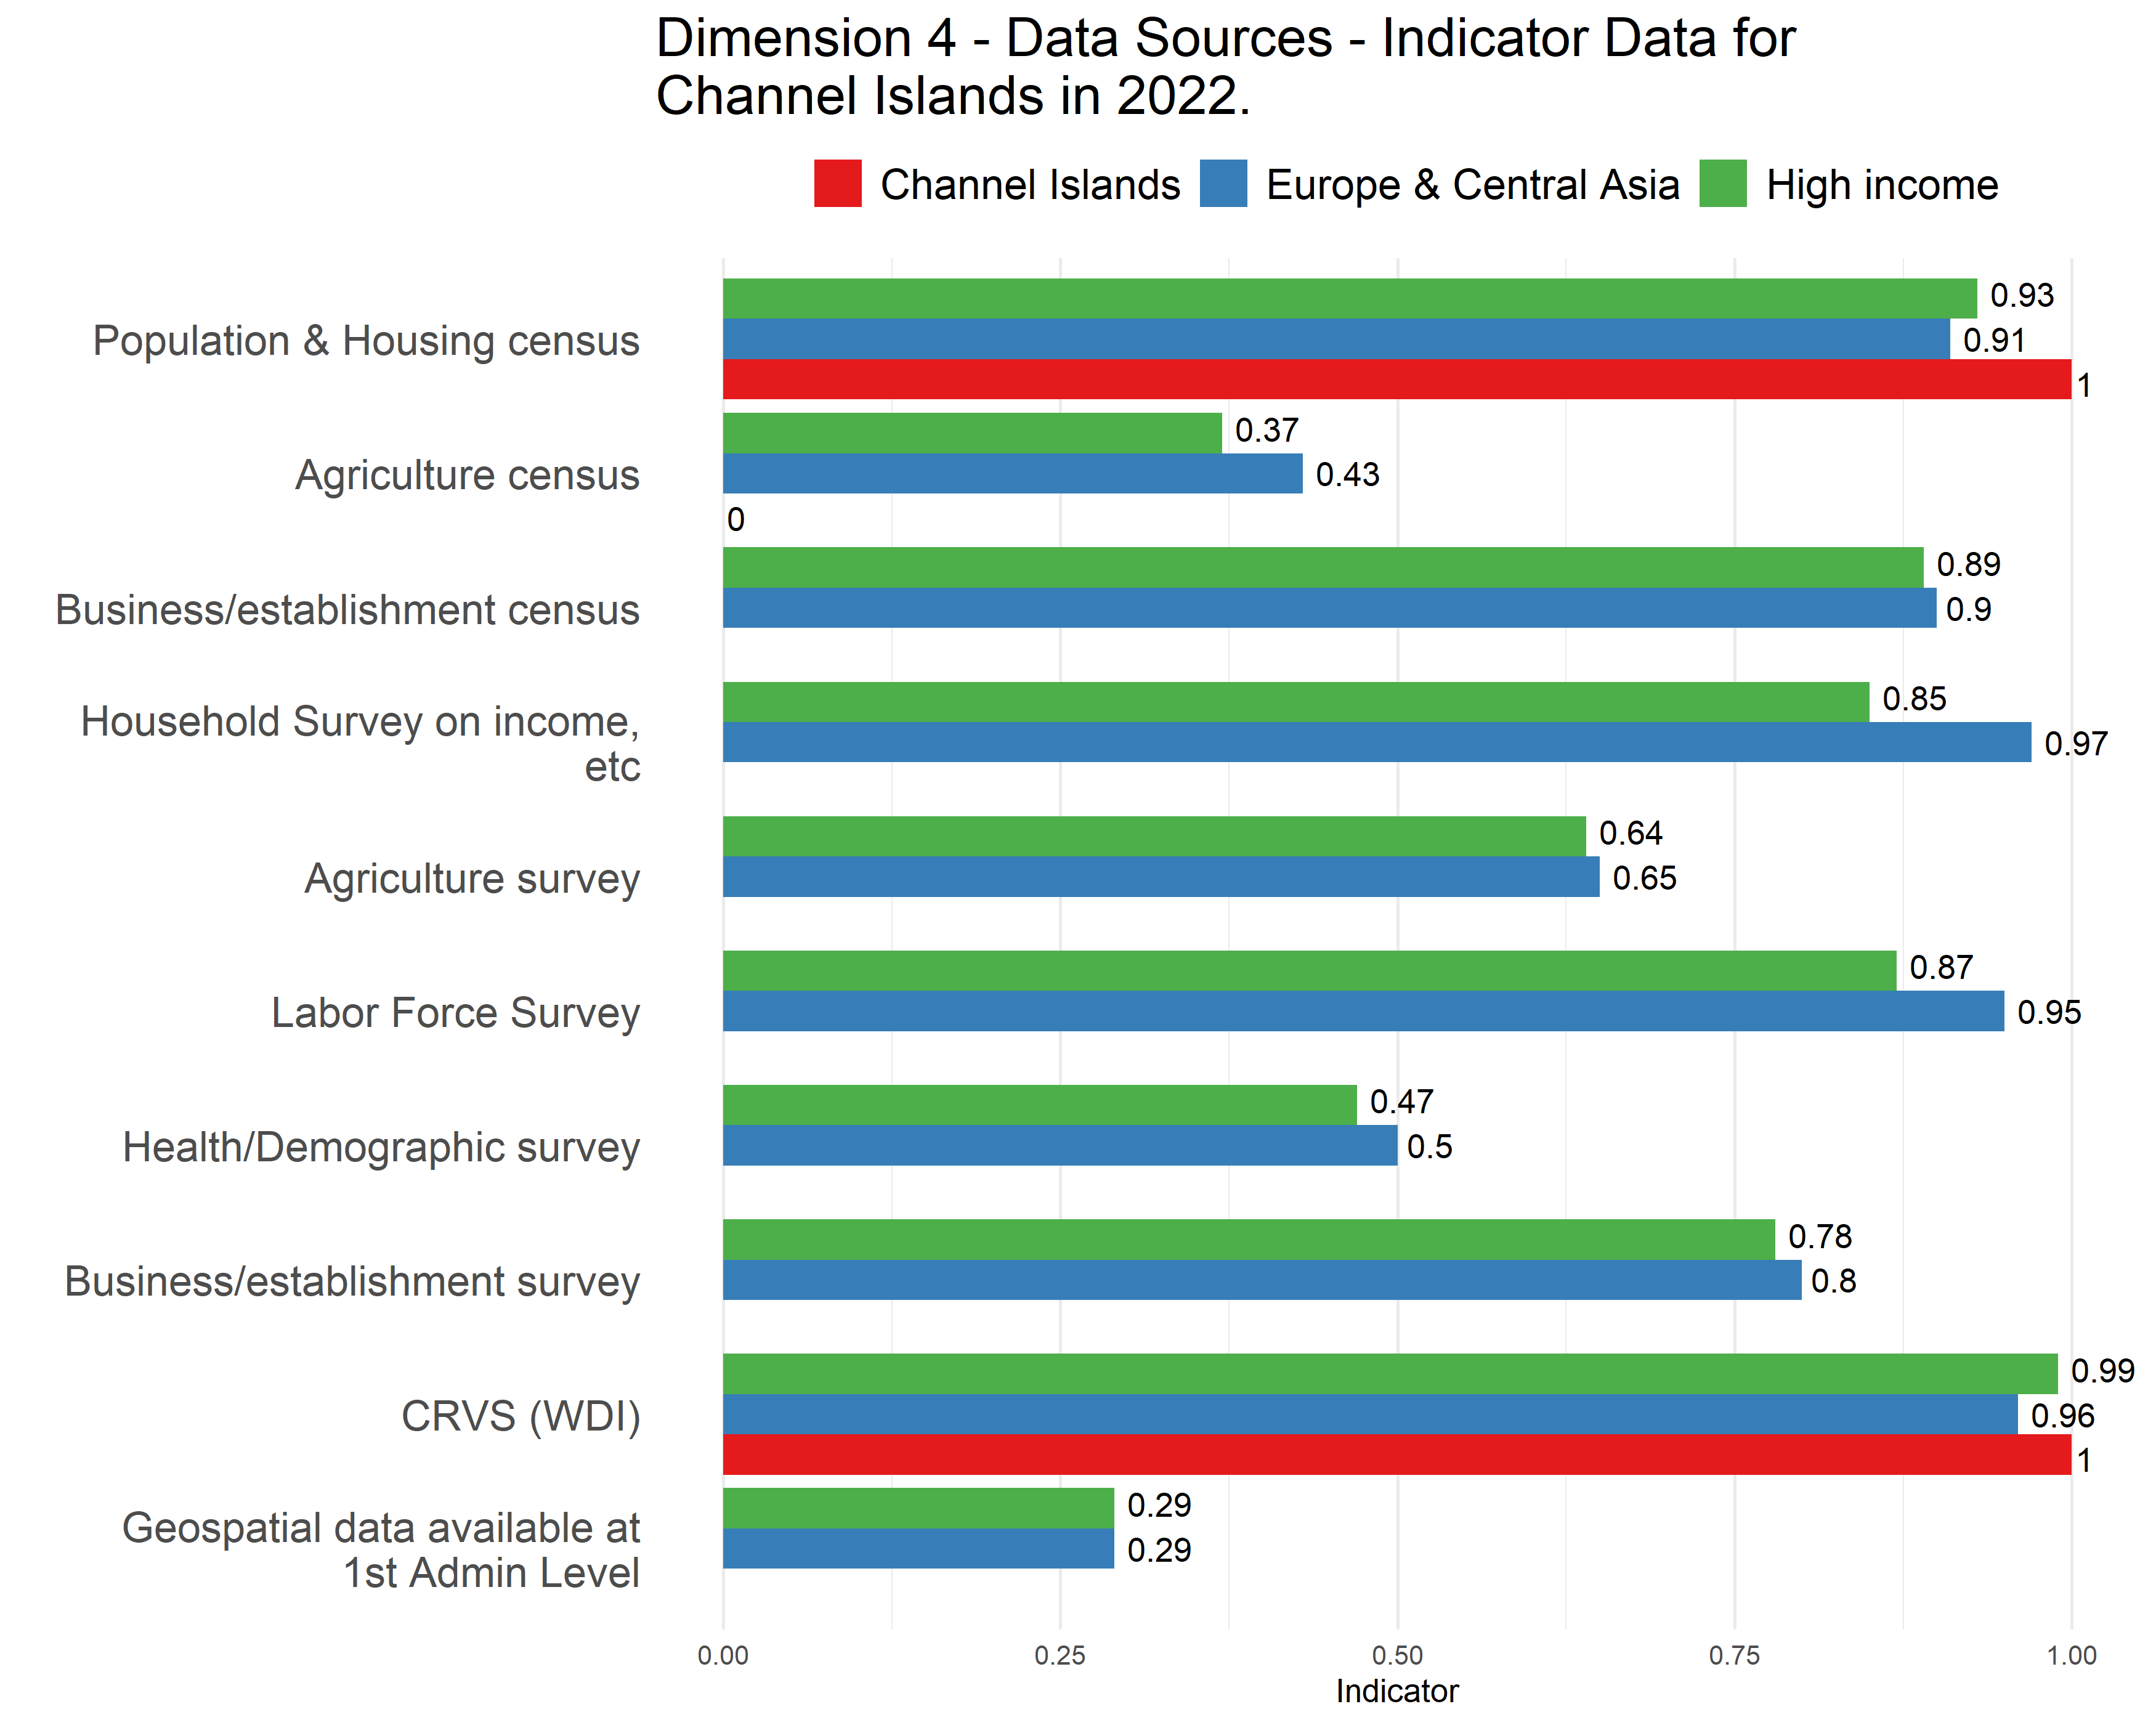 Dimension 4 - Data Sources - Indicator Data for
Channel Islands in 2022.
Channel Islands
Europe & Central Asia
High income
Population & Housing census
0.93
0.91
1
Agriculture census
0.37
0.43
0
Business/establishment census
0.89
0.9
Household Survey on income,
etc
0.85
0.97
Agriculture survey
0.64
0.65
Labor Force Survey
0.87
0.95
Health/Demographic survey
0.47
0.5
Business/establishment survey
0.78
0.8
CRVS (WDI)
0.99
0.96
1
Geospatial data available at
1st Admin Level
0.29
0.29
0.00
0.25
0.50
0.75
1.00
Indicator